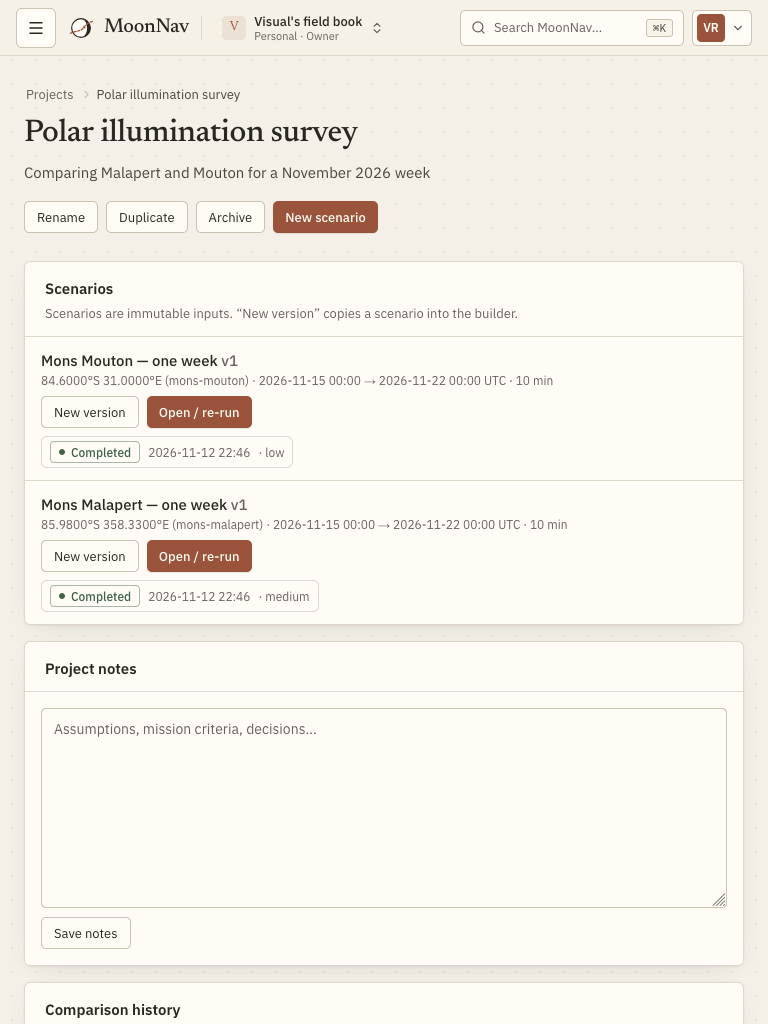 MoonNav
V
Visual's field book
Personal · Owner
Search MoonNav...
⌘K
VR
Projects
Polar illumination survey
Polar illumination survey
Comparing Malapert and Mouton for a November 2026 week
Rename
Duplicate
Archive
New scenario
Scenarios
Scenarios are immutable inputs. “New version” copies a scenario into the builder.
Mons Mouton — one week v1
84.6000°S 31.0000°E (mons-mouton) · 2026-11-15 00:00 → 2026-11-22 00:00 UTC · 10 min
New version
Open / re-run
Completed 2026-11-12 22:46 · low
Mons Malapert — one week v1
85.9800°S 358.3300°E (mons-malapert) · 2026-11-15 00:00 → 2026-11-22 00:00 UTC · 10 min
New version
Open / re-run
Completed 2026-11-12 22:46 · medium
Project notes
Assumptions, mission criteria, decisions...
Save notes
Comparison history